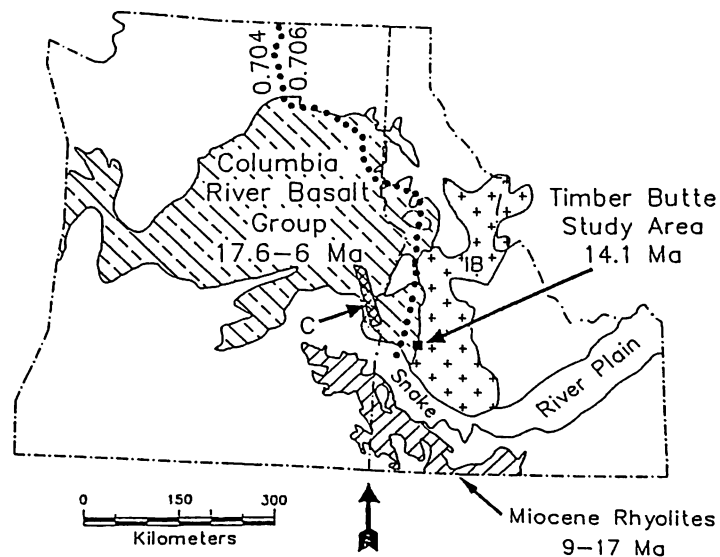 0.704
0.706
Columbia
River Basalt
Group
17.6–6 Ma
Timber Butte
Study Area
14.1 Ma
IB
C
Snake
River Plain
0 150 300
Kilometers
Miocene Rhyolites
9–17 Ma